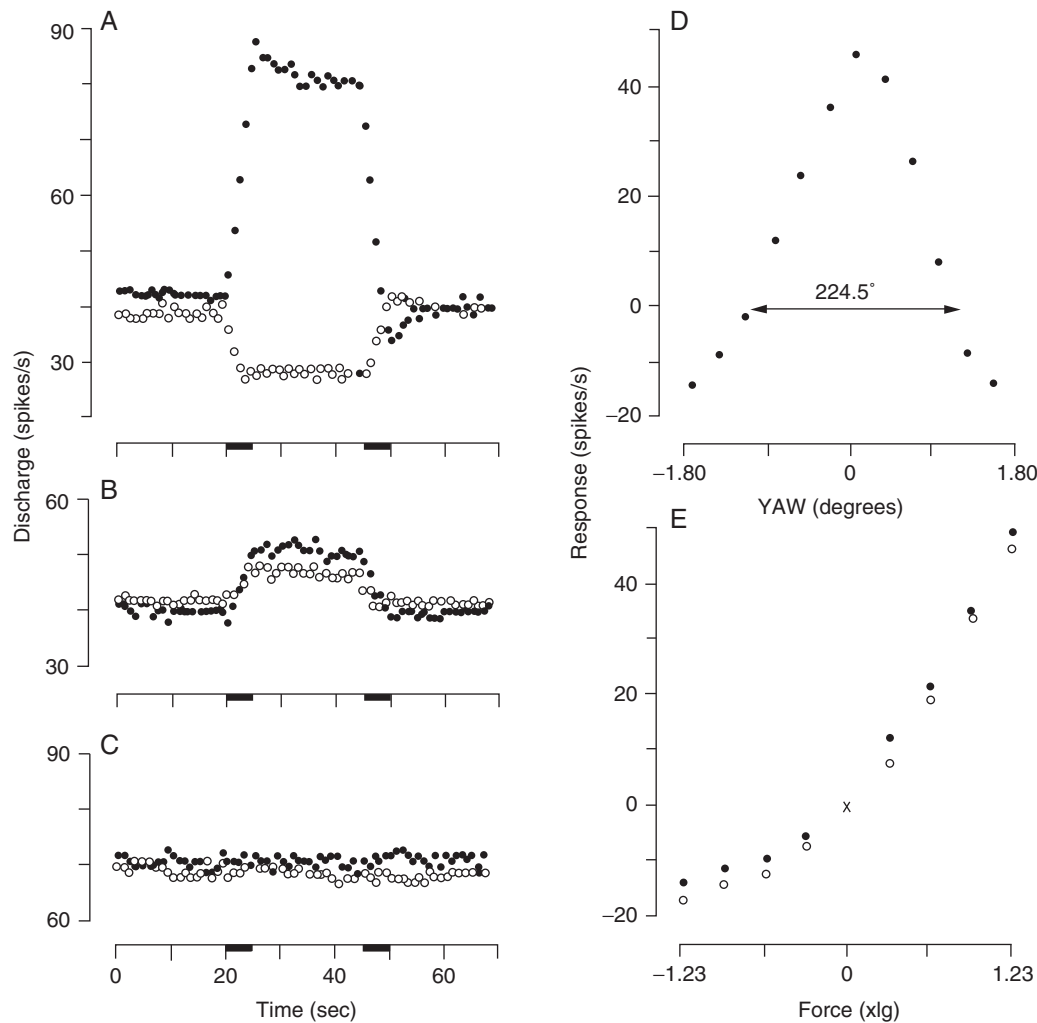 A
90
60
30
Discharge (spikes/s)
B
60
30
C
90
60
0
20
40
60
Time (sec)
D
40
20
0
−20
224.5°
−1.80
0
1.80
YAW (degrees)
Response (spikes/s)
E
40
20
0
−20
x
−1.23
0
1.23
Force (xlg)